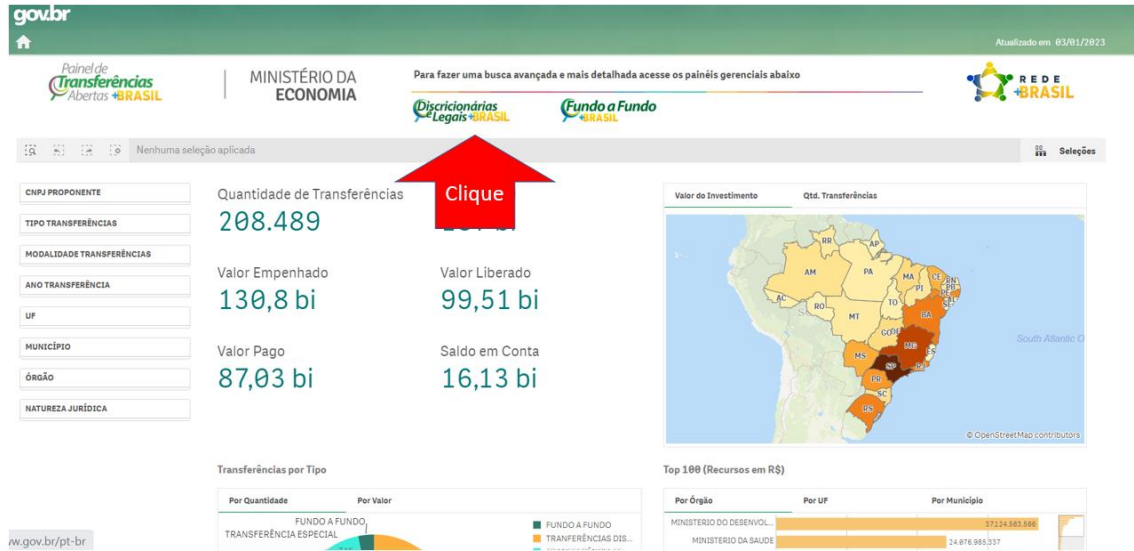 gov.br
Atualizado em 03/01/2023
Painel de
Transferências
Abertas +BRASIL
MINISTÉRIO DA
ECONOMIA
Para fazer uma busca avançada e mais detalhada acesse os painéis gerenciais abaixo
Discricionárias
e Legais +BRASIL
Fundo a Fundo
+BRASIL
REDE
+BRASIL
Nenhuma seleção aplicada
Seleções
CNPJ PROPONENTE
TIPO TRANSFERÊNCIAS
MODALIDADE TRANSFERÊNCIAS
ANO TRANSFERÊNCIA
UF
MUNICÍPIO
ÓRGÃO
NATUREZA JURÍDICA
Quantidade de Transferências
208.489
Clique
Valor Empenhado
130,8 bi
Valor Liberado
99,51 bi
Valor Pago
87,03 bi
Saldo em Conta
16,13 bi
Valor do Investimento
Qtd. Transferências
RR
AP
AM
PA
MA
CE
RN
PB
PE
AL
SE
PI
AC
RO
TO
BA
MT
GO
DF
MG
ES
MS
SP
RJ
PR
SC
RS
South Atlantic O
© OpenStreetMap contributors
Transferências por Tipo
Por Quantidade
Por Valor
FUNDO A FUNDO
TRANSFERÊNCIA ESPECIAL
FUNDO A FUNDO
TRANFERÊNCIAS DIS...
Top 100 (Recursos em R$)
Por Órgão
Por UF
Por Município
MINISTERIO DO DESENVOL...
37.124.563.566
MINISTERIO DA SAUDE
24.076.985.337
ww.gov.br/pt-br